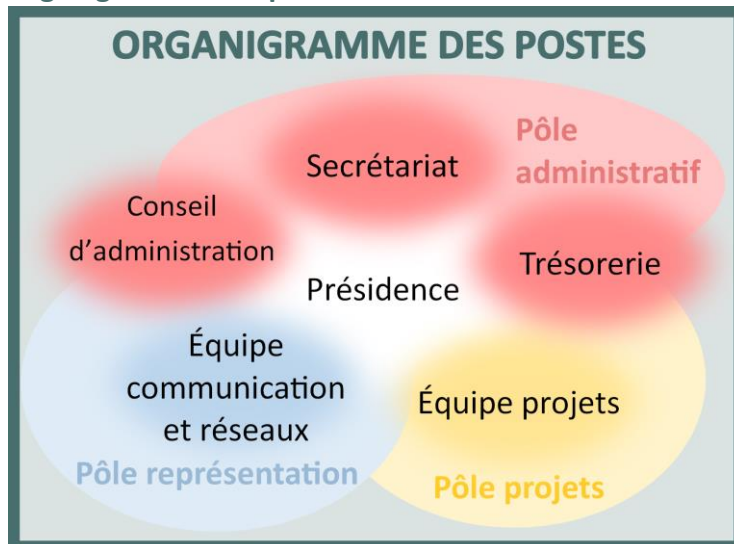 ORGANIGRAMME DES POSTES
Pôle
administratif
Secrétariat
Conseil
d’administration
Trésorerie
Présidence
Équipe
communication
et réseaux
Équipe projets
Pôle représentation
Pôle projets